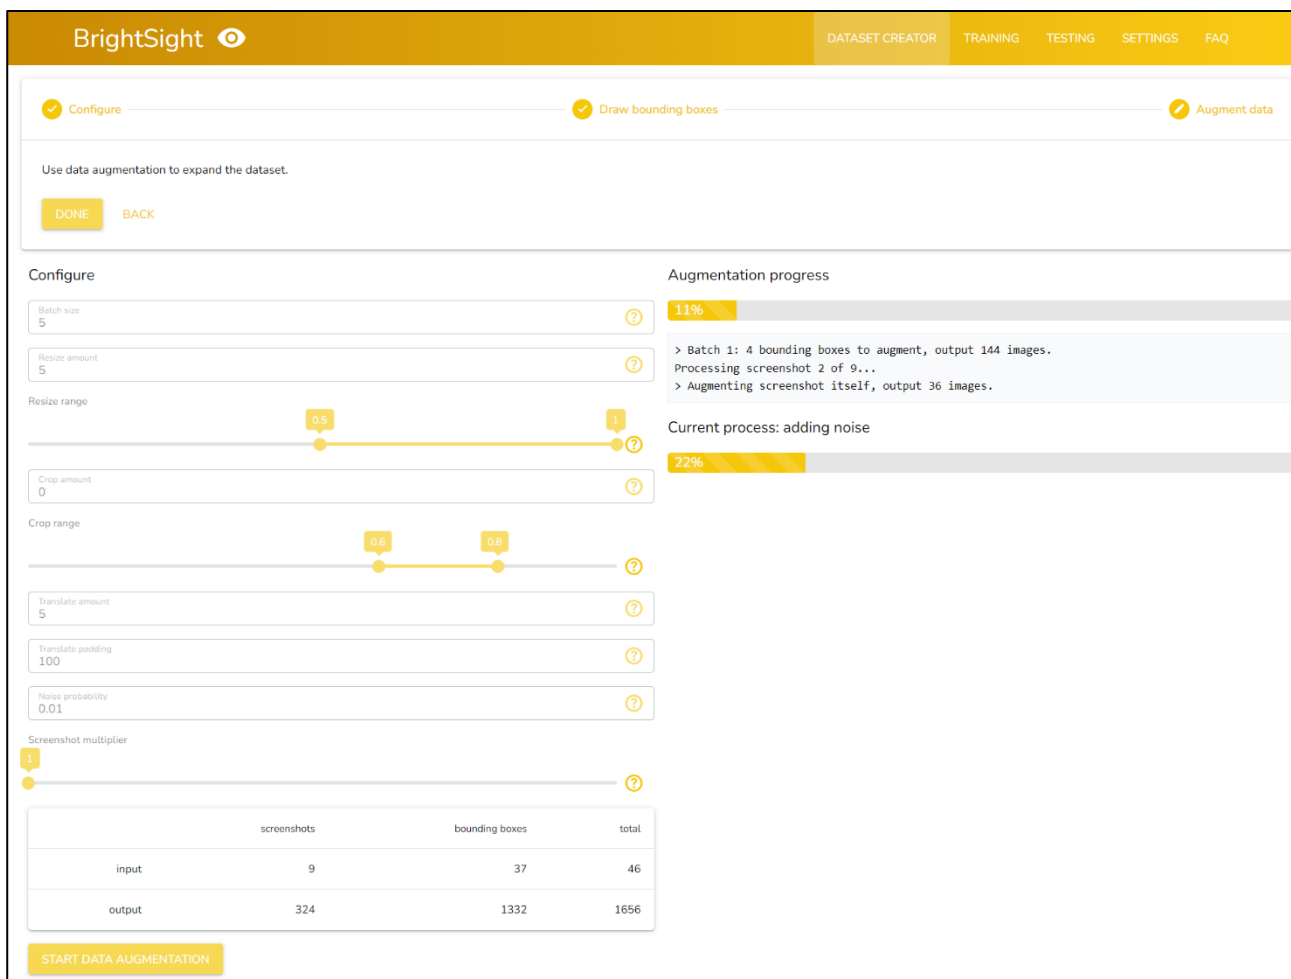 BrightSight
DATASET CREATOR TRAINING TESTING SETTINGS FAQ
Configure Draw bounding boxes Augment data
Use data augmentation to expand the dataset.
DONE BACK
Configure
Batch size
5
Resize amount
5
Resize range
0.5 1
Crop amount
0
Crop range
0.6 0.8
Translate amount
5
Translate padding
100
Noise probability
0.01
Screenshot multiplier
1
screenshots bounding boxes total
input 9 37 46
output 324 1332 1656
START DATA AUGMENTATION
Augmentation progress
11%
> Batch 1: 4 bounding boxes to augment, output 144 images.
Processing screenshot 2 of 9...
> Augmenting screenshot itself, output 36 images.
Current process: adding noise
22%